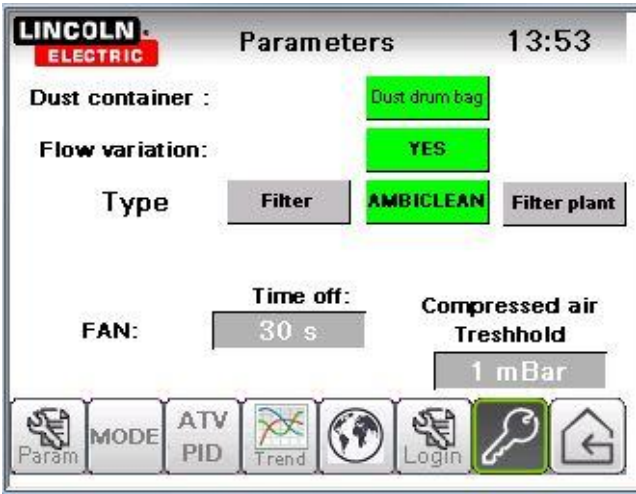 LINCOLN
ELECTRIC
Parameters
13:53
Dust container :
Dust drum bag
Flow variation:
YES
Type
Filter
AMBICLEAN
Filter plant
Time off:
FAN:
30 s
Compressed air
Treshhold
1 mBar
Param
MODE
ATV
PID
Trend
Login